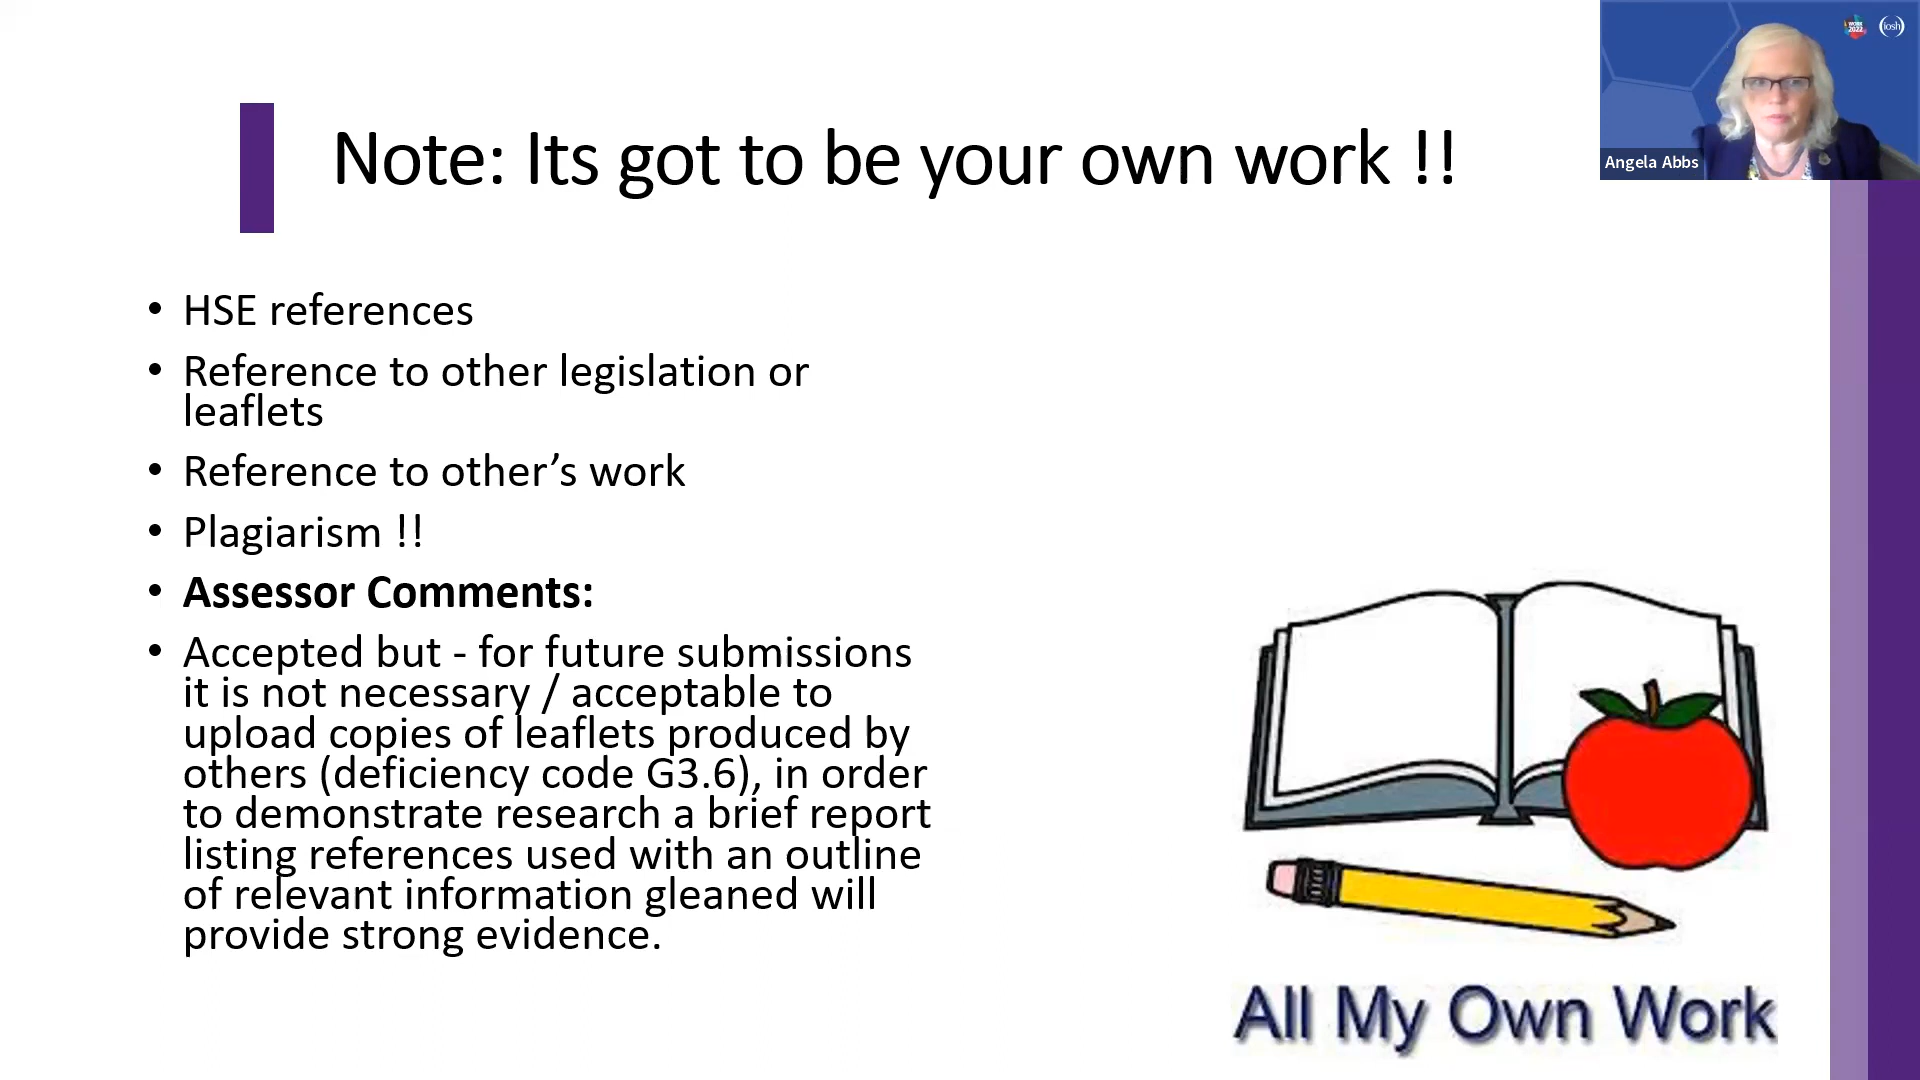 Note: Its got to be your own work !!
WORK
2022
iosh
Angela Abbs
• HSE references
• Reference to other legislation or
leaflets
• Reference to other’s work
• Plagiarism !!
• Assessor Comments:
• Accepted but - for future submissions
it is not necessary / acceptable to
upload copies of leaflets produced by
others (deficiency code G3.6), in order
to demonstrate research a brief report
listing references used with an outline
of relevant information gleaned will
provide strong evidence.
All My Own Work